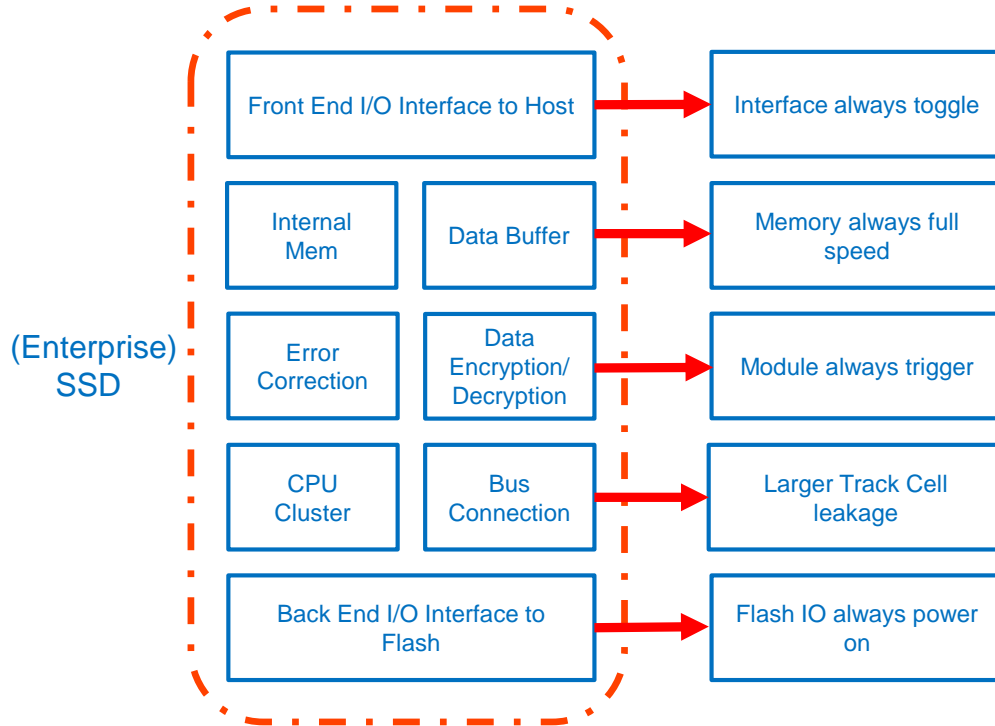 Front End I/O Interface to Host
Interface always toggle
Internal
Mem
Data Buffer
Memory always full
speed
(Enterprise)
SSD
Error
Correction
Data
Encryption/
Decryption
Module always trigger
CPU
Cluster
Bus
Connection
Larger Track Cell
leakage
Back End I/O Interface to
Flash
Flash IO always power
on